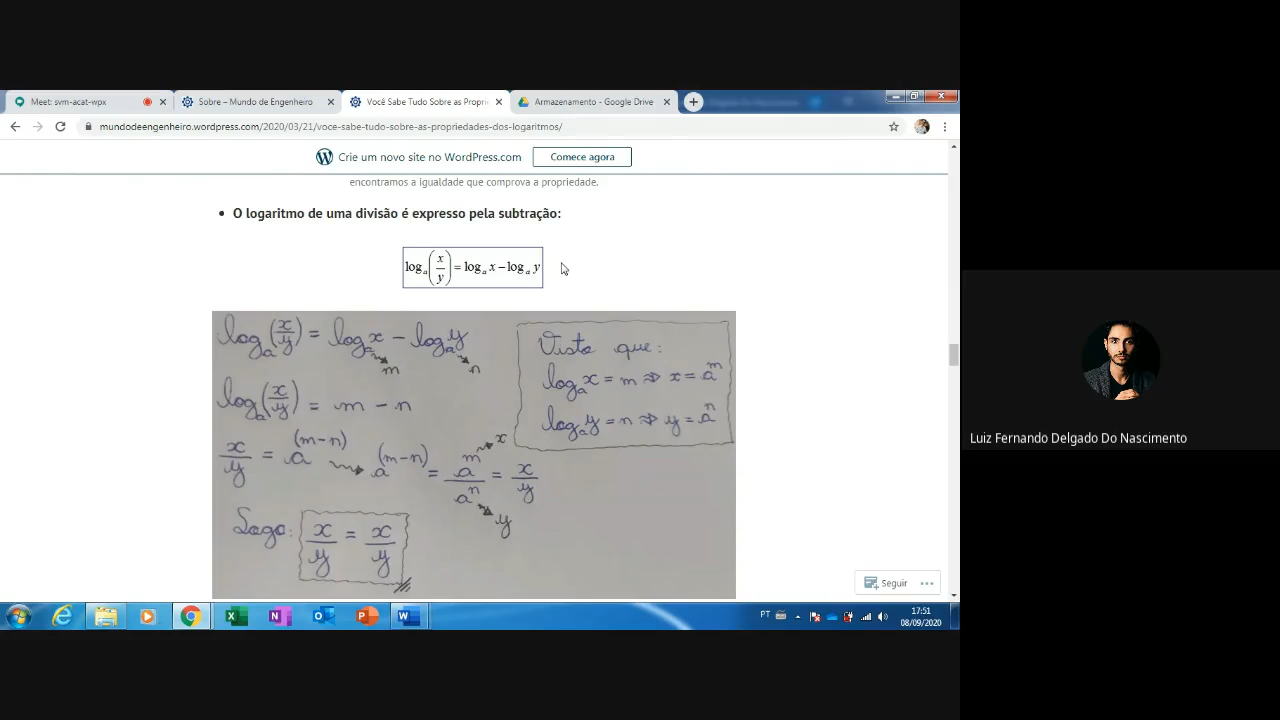 Meet: svm-acat-wpx
Sobre – Mundo de Engenheiro
Você Sabe Tudo Sobre as Propri
Armazenamento - Google Drive
mundodeengenheiro.wordpress.com/2020/03/21/voce-sabe-tudo-sobre-as-propriedades-dos-logaritmos/
Crie um novo site no WordPress.com
Comece agora
encontramos a igualdade que comprova a propriedade.
• O logaritmo de uma divisão é expresso pela subtração:
logₐ(x/y) = logₐ x – logₐ y
logₐ(x/y) = logₐx – logₐy
m n
logₐ(x/y) = m – n
x/y = a^(m–n) → a^(m–n) = a^m/a^n = x/y
x
y
Logo: x/y = x/y
Visto que:
logₐx = m ⇒ x = a^m
logₐy = n ⇒ y = a^n
Seguir
PT
17:51
08/09/2020
Luiz Fernando Delgado Do Nascimento